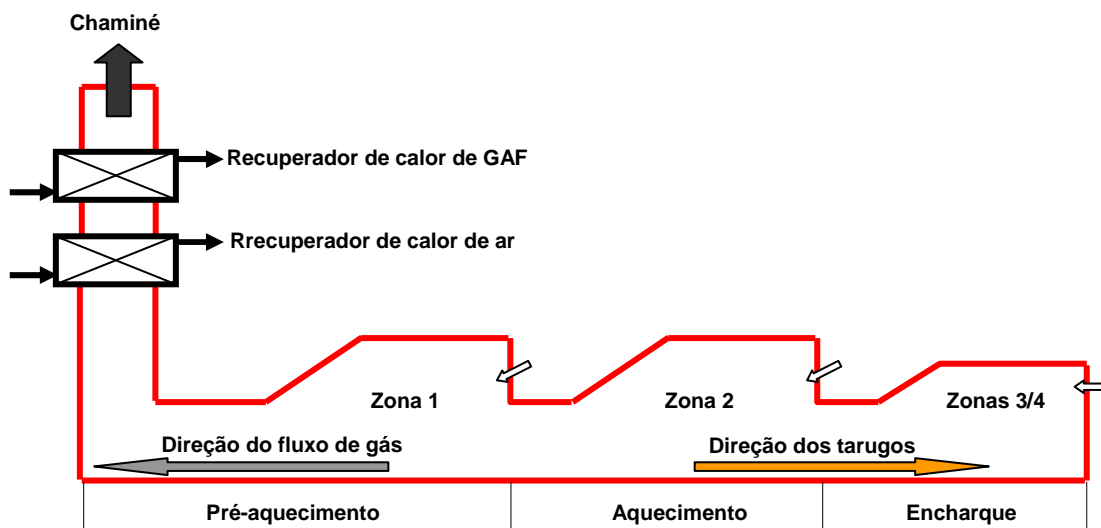 Chaminé
Recuperador de calor de GAF
Rrecuperador de calor de ar
Zona 1
Zona 2
Zonas 3/4
Direção do fluxo de gás
Direção dos tarugos
Pré-aquecimento
Aquecimento
Encharque